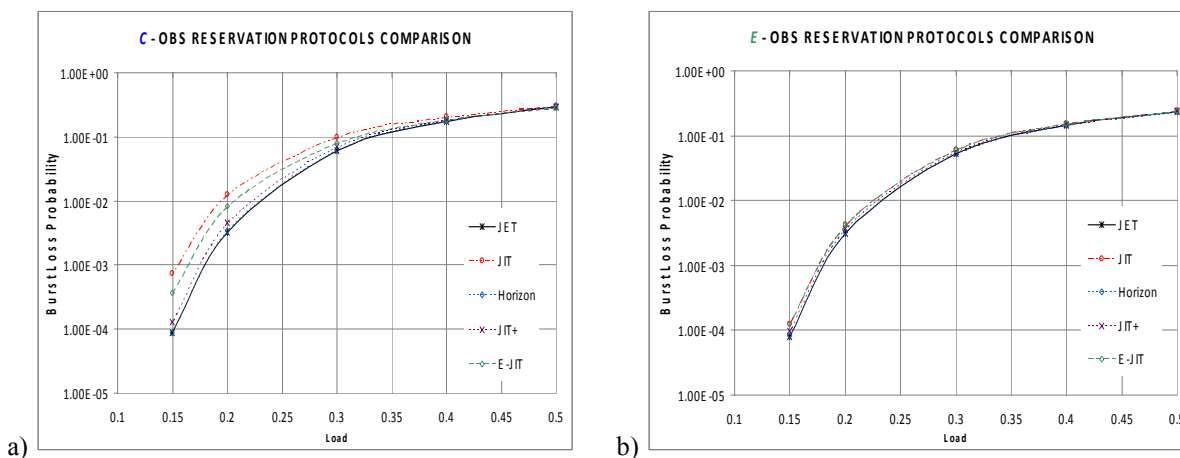 C - OBS RESERVATION PROTOCOLS COMPARISON
1.00E+00
1.00E-01
1.00E-02
1.00E-03
1.00E-04
1.00E-05
Burst Loss Probability
JET
JIT
Horizon
JIT+
E-JIT
0.1 0.15 0.2 0.25 0.3 0.35 0.4 0.45 0.5
Load
a)
E - OBS RESERVATION PROTOCOLS COMPARISON
1.00E+00
1.00E-01
1.00E-02
1.00E-03
1.00E-04
1.00E-05
Burst Loss Probability
JET
JIT
Horizon
JIT+
E-JIT
0.1 0.15 0.2 0.25 0.3 0.35 0.4 0.45 0.5
Load
b)